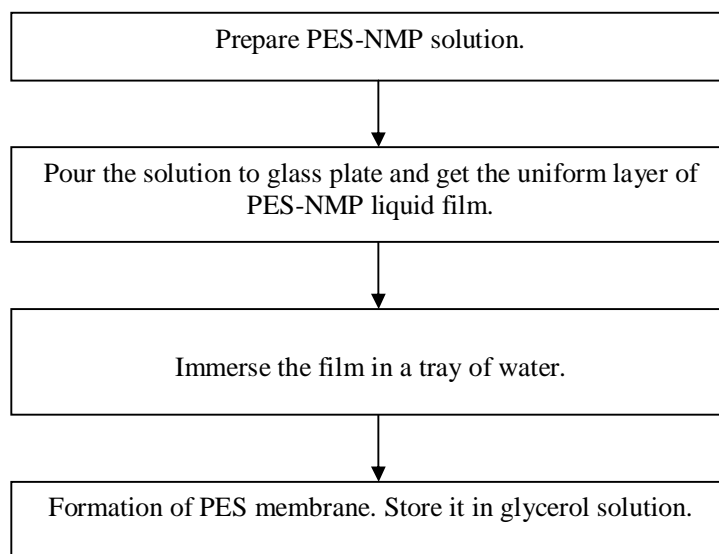 Prepare PES-NMP solution.
Pour the solution to glass plate and get the uniform layer of
PES-NMP liquid film.
Immerse the film in a tray of water.
Formation of PES membrane. Store it in glycerol solution.